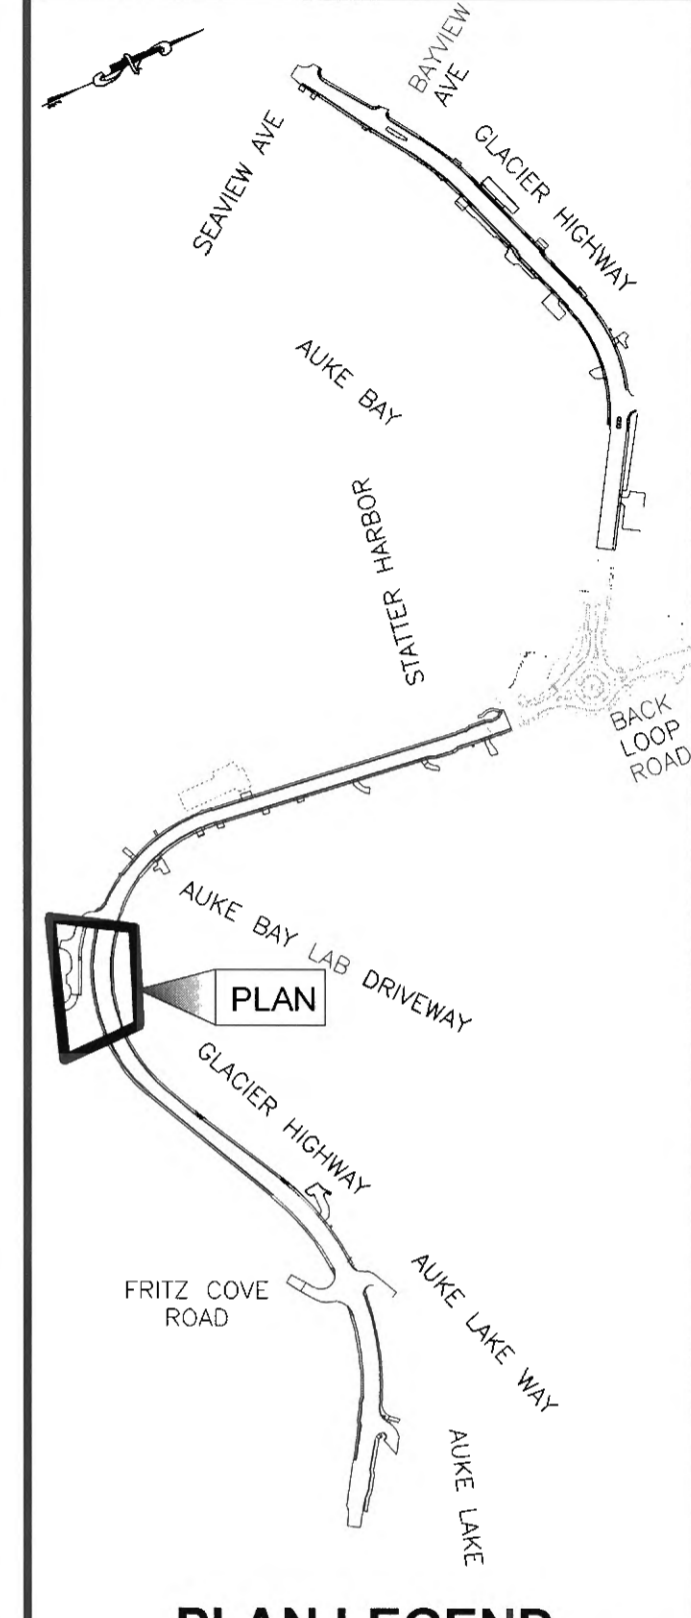 BAYVIEW
AVE
SEAVIEW AVE
GLACIER HIGHWAY
AUKE BAY
STATTER HARBOR
BACK
LOOP
ROAD
AUKE BAY LAB DRIVEWAY
PLAN
GLACIER HIGHWAY
FRITZ COVE
ROAD
AUKE LAKE WAY
AUKE LAKE
PLAN LEGEND